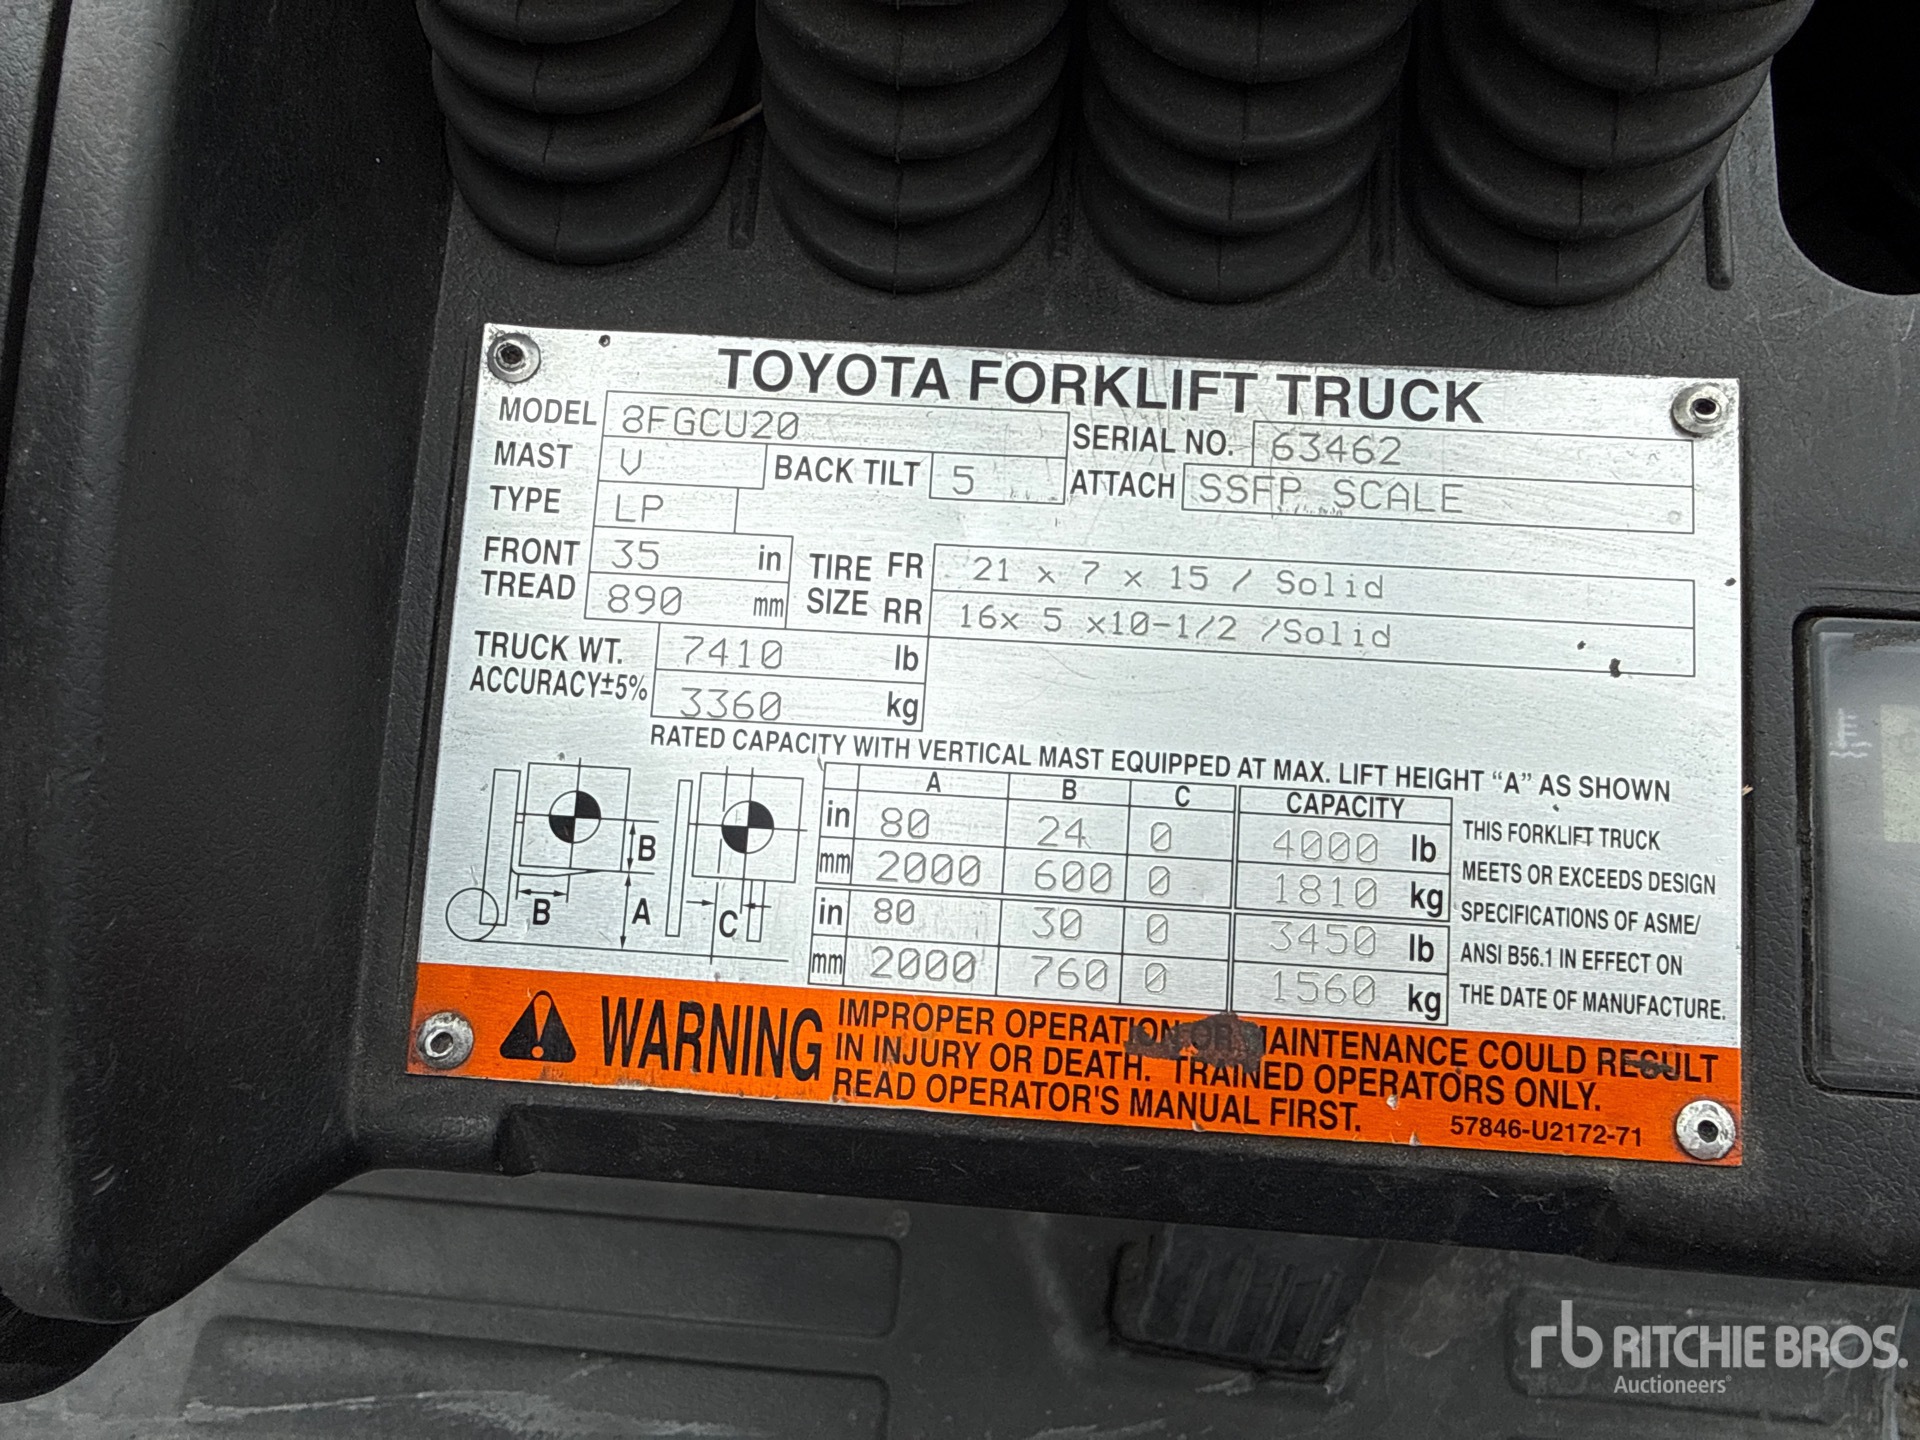 TOYOTA FORKLIFT TRUCK
MODEL 8FGCU20 SERIAL NO. 63462
MAST V BACK TILT 5 ATTACH SSFP SCALE
TYPE LP
FRONT TREAD 35 in TIRE SIZE FR 21 x 7 x 15 / Solid
890 mm RR 16x 5 x10-1/2 /Solid
TRUCK WT. 7410 lb
ACCURACY±5% 3360 kg
RATED CAPACITY WITH VERTICAL MAST EQUIPPED AT MAX. LIFT HEIGHT "A" AS SHOWN
A B C CAPACITY
in 80 24 0 4000 lb
mm 2000 600 0 1810 kg
in 80 30 0 3450 lb
mm 2000 760 0 1560 kg
B
B A C
THIS FORKLIFT TRUCK
MEETS OR EXCEEDS DESIGN
SPECIFICATIONS OF ASME/
ANSI B56.1 IN EFFECT ON
THE DATE OF MANUFACTURE.
WARNING
IMPROPER OPERATION OR MAINTENANCE COULD RESULT
IN INJURY OR DEATH. TRAINED OPERATORS ONLY.
READ OPERATOR'S MANUAL FIRST.
57846-U2172-71
rb RITCHIE BROS.
Auctioneers